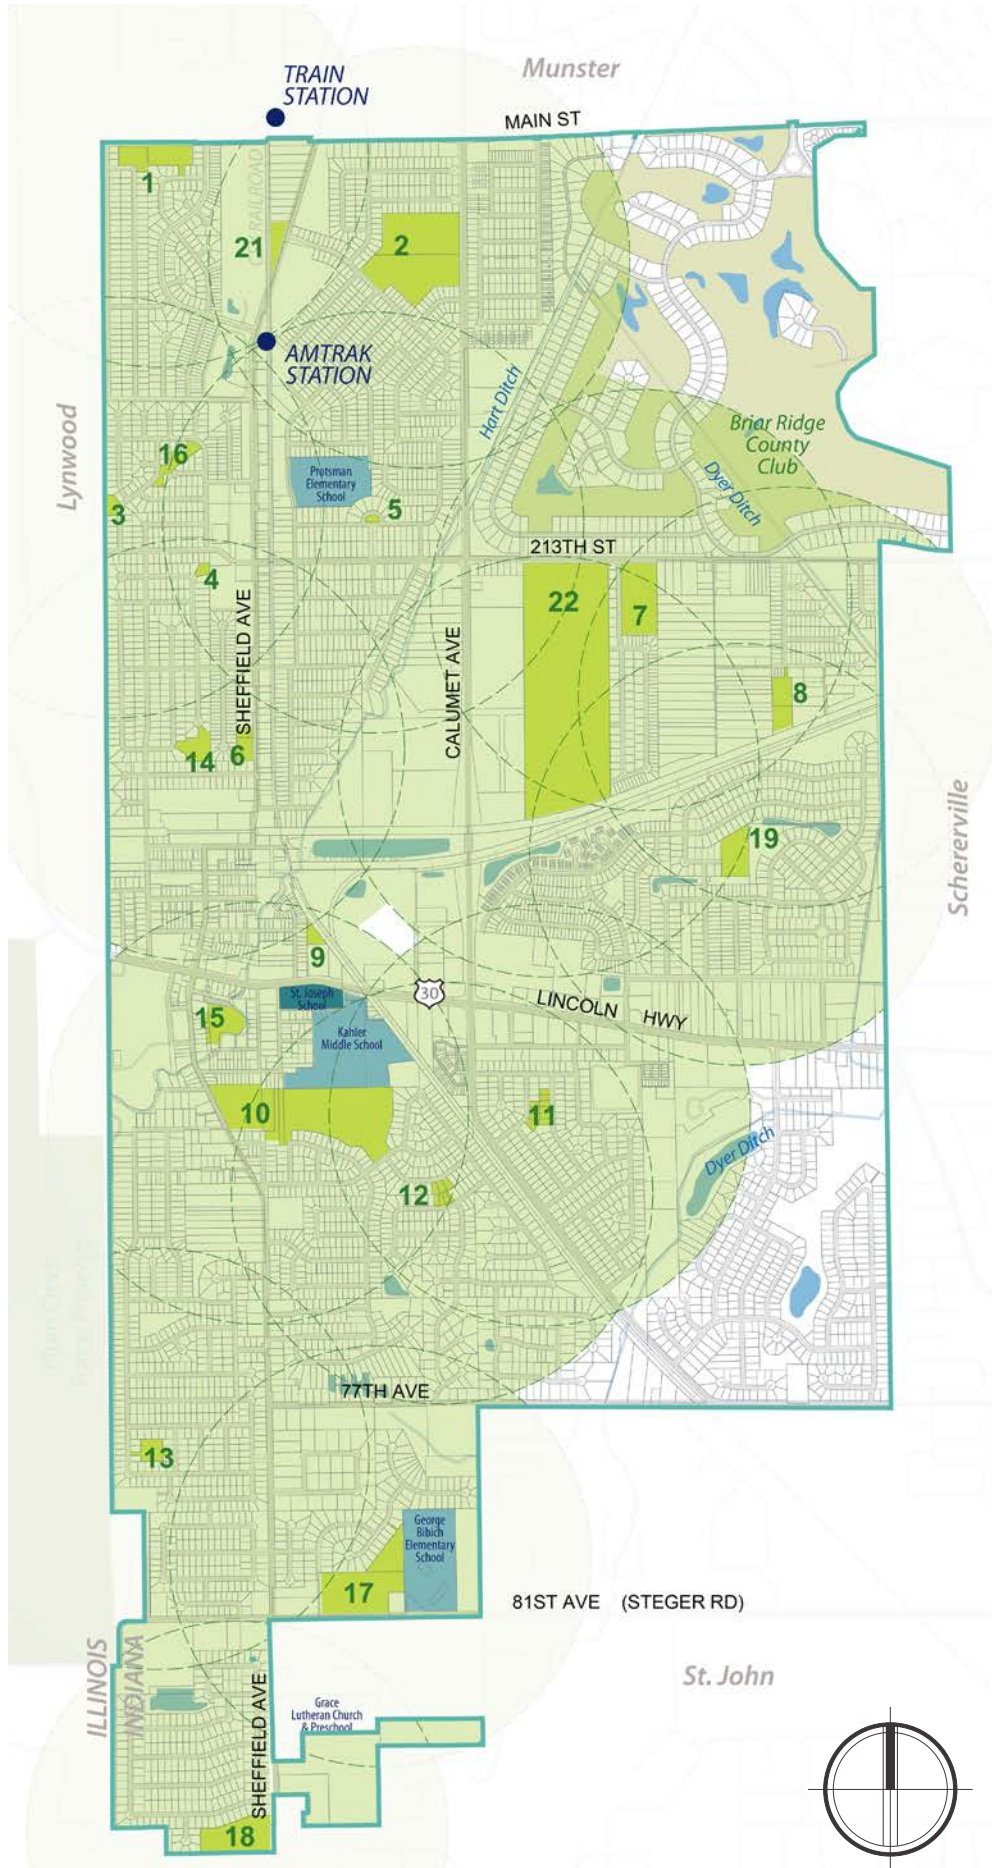 Munster
TRAIN
STATION
MAIN ST
1
RAILROAD
21
2
AMTRAK
STATION
Hart Ditch
Lynwood
Briar Ridge
County
Club
16
Protsman
Elementary
School
Dyer Ditch
3
5
213TH ST
4
22
7
SHEFFIELD AVE
CALUMET AVE
8
14
6
19
Schererville
9
St. Joseph
School
30
LINCOLN HWY
15
Kahler
Middle School
10
11
Dyer Ditch
12
77TH AVE
13
George
Bibich
Elementary
School
17
81ST AVE (STEGER RD)
ILLINOIS
INDIANA
St. John
SHEFFIELD AVE
Grace
Lutheran Church
& Preschool
18